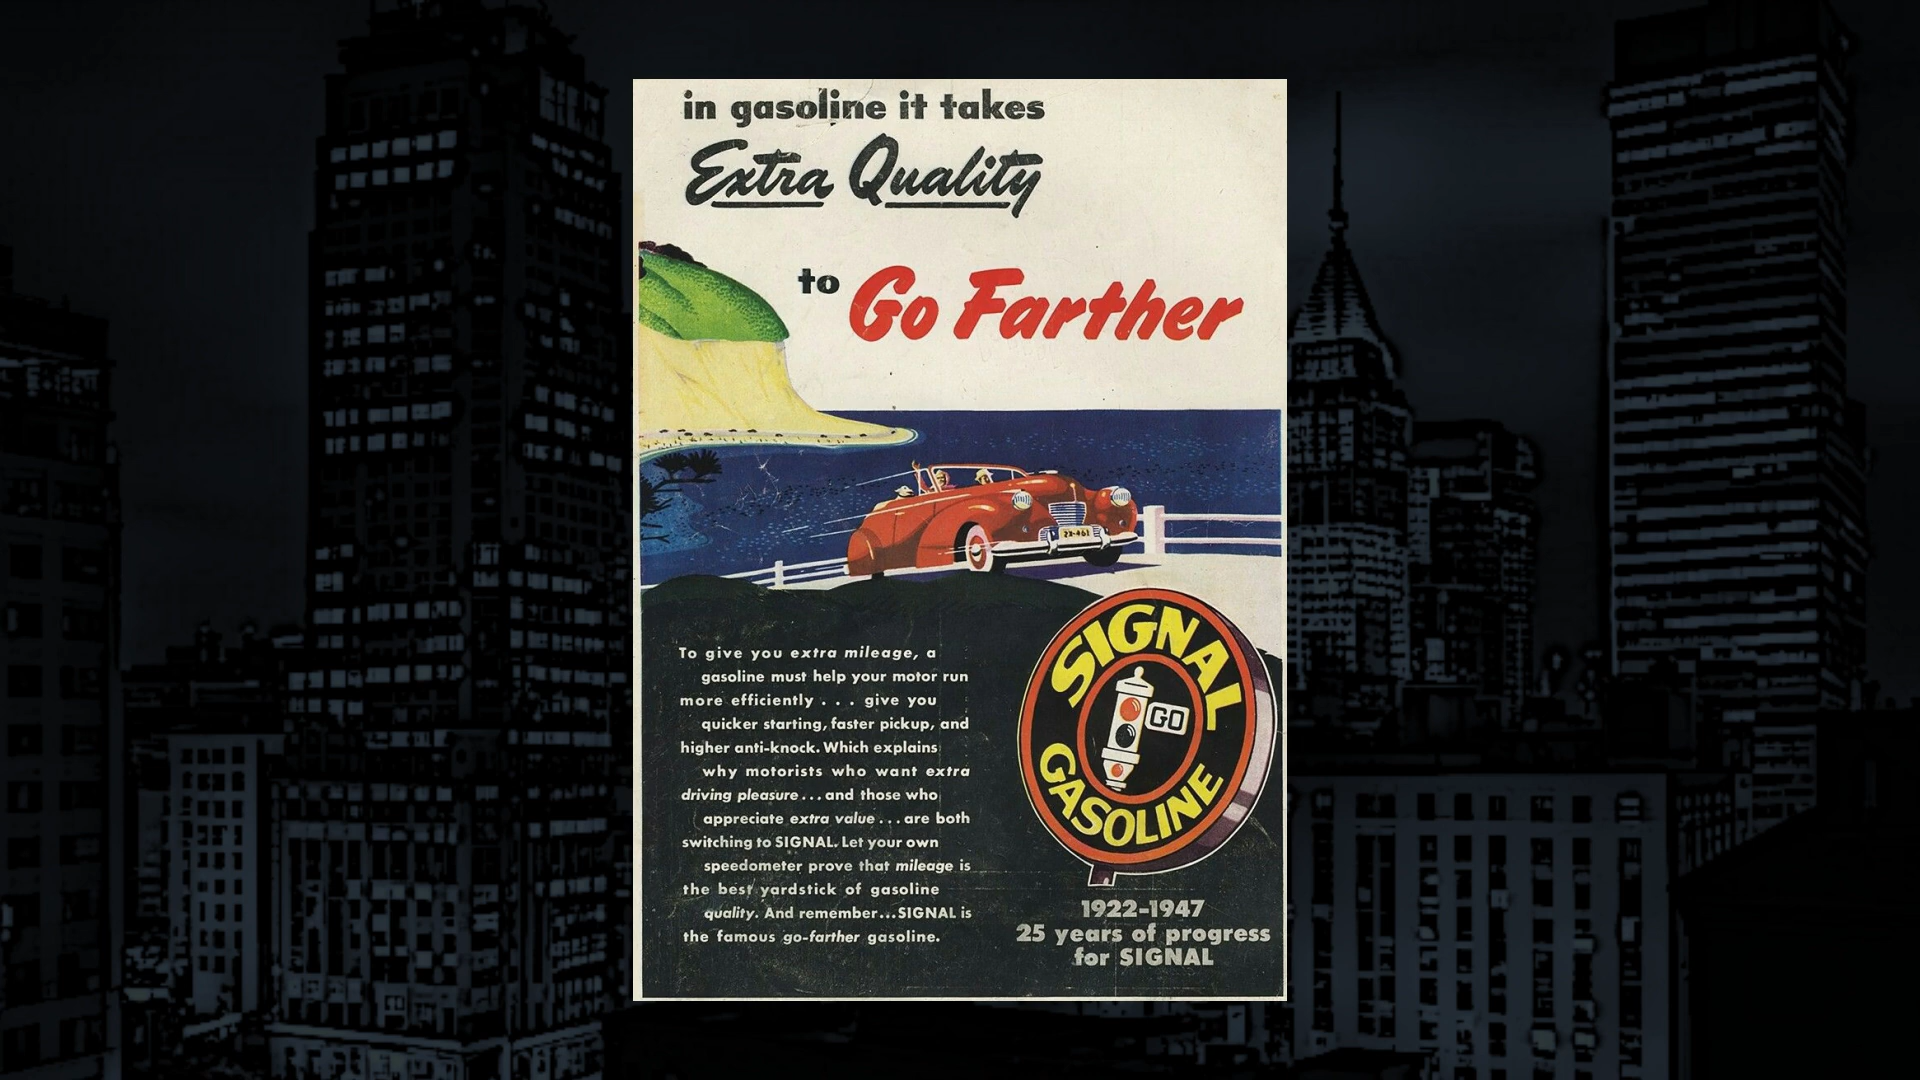 in gasoline it takes
Extra Quality
to Go Farther
28-461
To give you extra mileage, a
gasoline must help your motor run
more efficiently . . . give you
quicker starting, faster pickup, and
higher anti-knock. Which explains
why motorists who want extra
driving pleasure . . . and those who
appreciate extra value . . . are both
switching to SIGNAL. Let your own
speedometer prove that mileage is
the best yardstick of gasoline
quality. And remember...SIGNAL is
the famous go-farther gasoline.
SIGNAL
GO
GASOLINE
1922-1947
25 years of progress
for SIGNAL